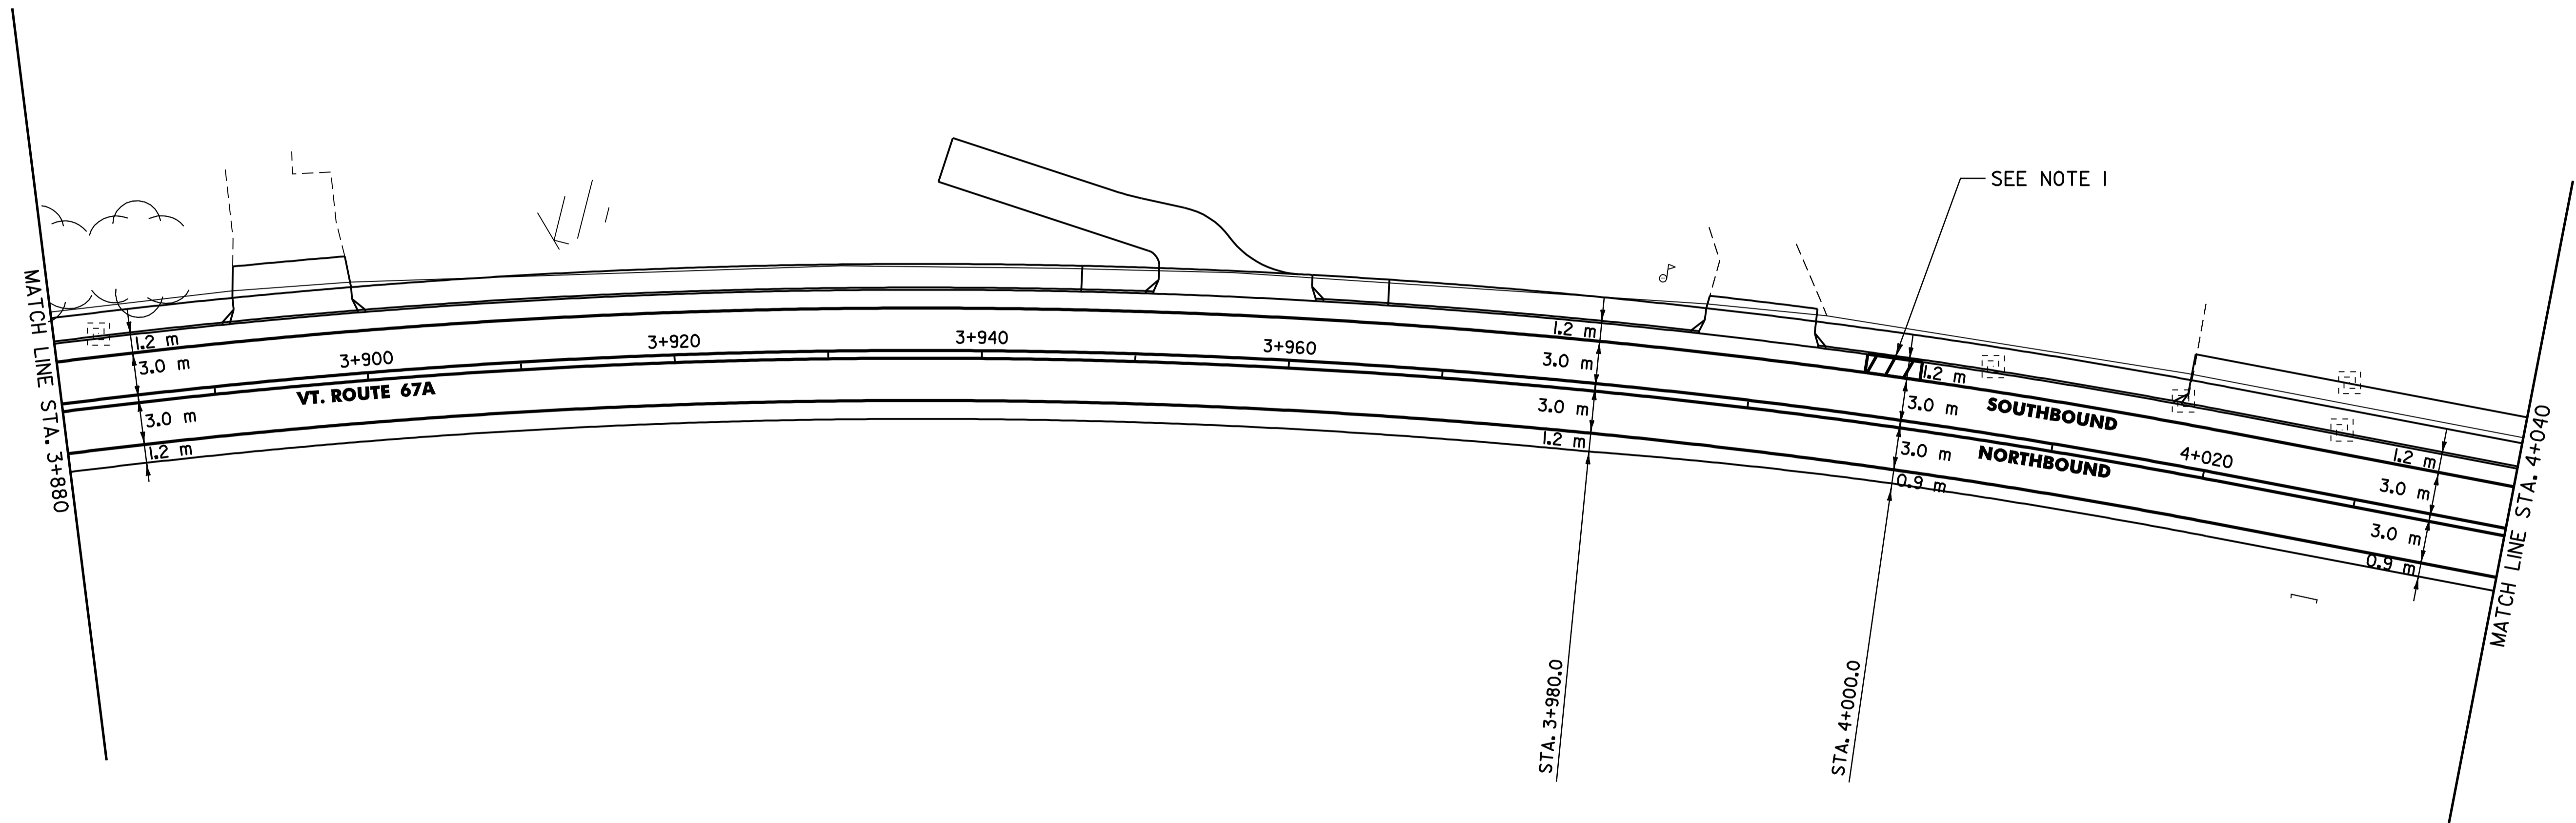 SEE NOTE 1
MATCH LINE STA. 3+880
1.2 m
3.0 m
3.0 m
1.2 m
3+900
3+920
3+940
3+960
VT. ROUTE 67A
1.2 m
3.0 m
3.0 m
1.2 m
STA. 3+980.0
1.2 m
3.0 m
3.0 m
0.9 m
STA. 4+000.0
SOUTHBOUND
NORTHBOUND
4+020
1.2 m
3.0 m
3.0 m
0.9 m
MATCH LINE STA. 4+040